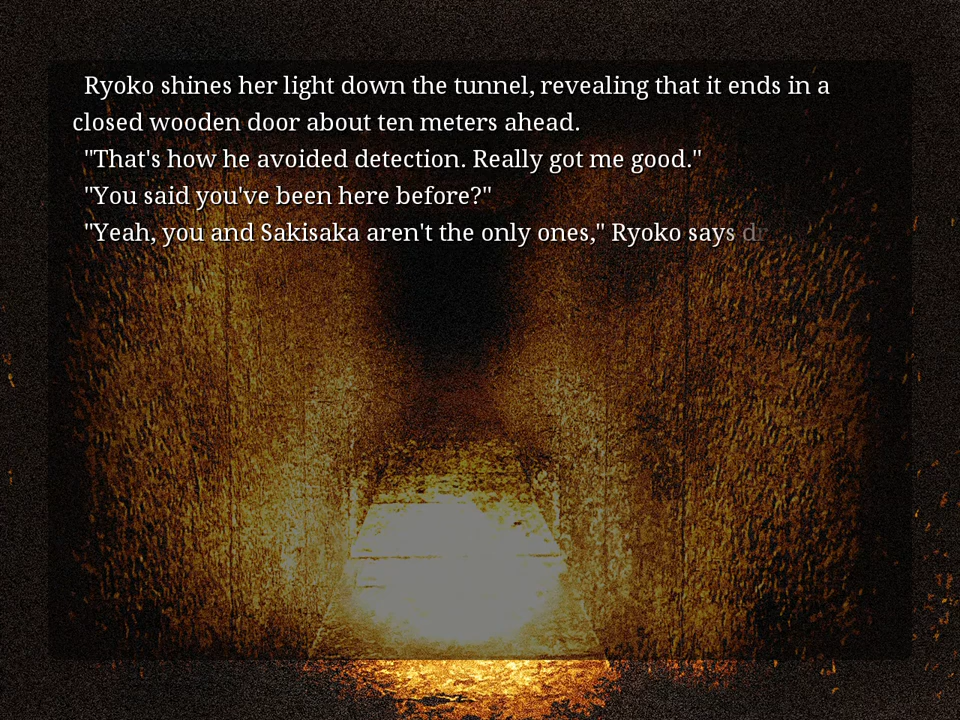 Ryoko shines her light down the tunnel, revealing that it ends in a
closed wooden door about ten meters ahead.
"That's how he avoided detection. Really got me good."
"You said you've been here before?"
"Yeah, you and Sakisaka aren't the only ones," Ryoko says